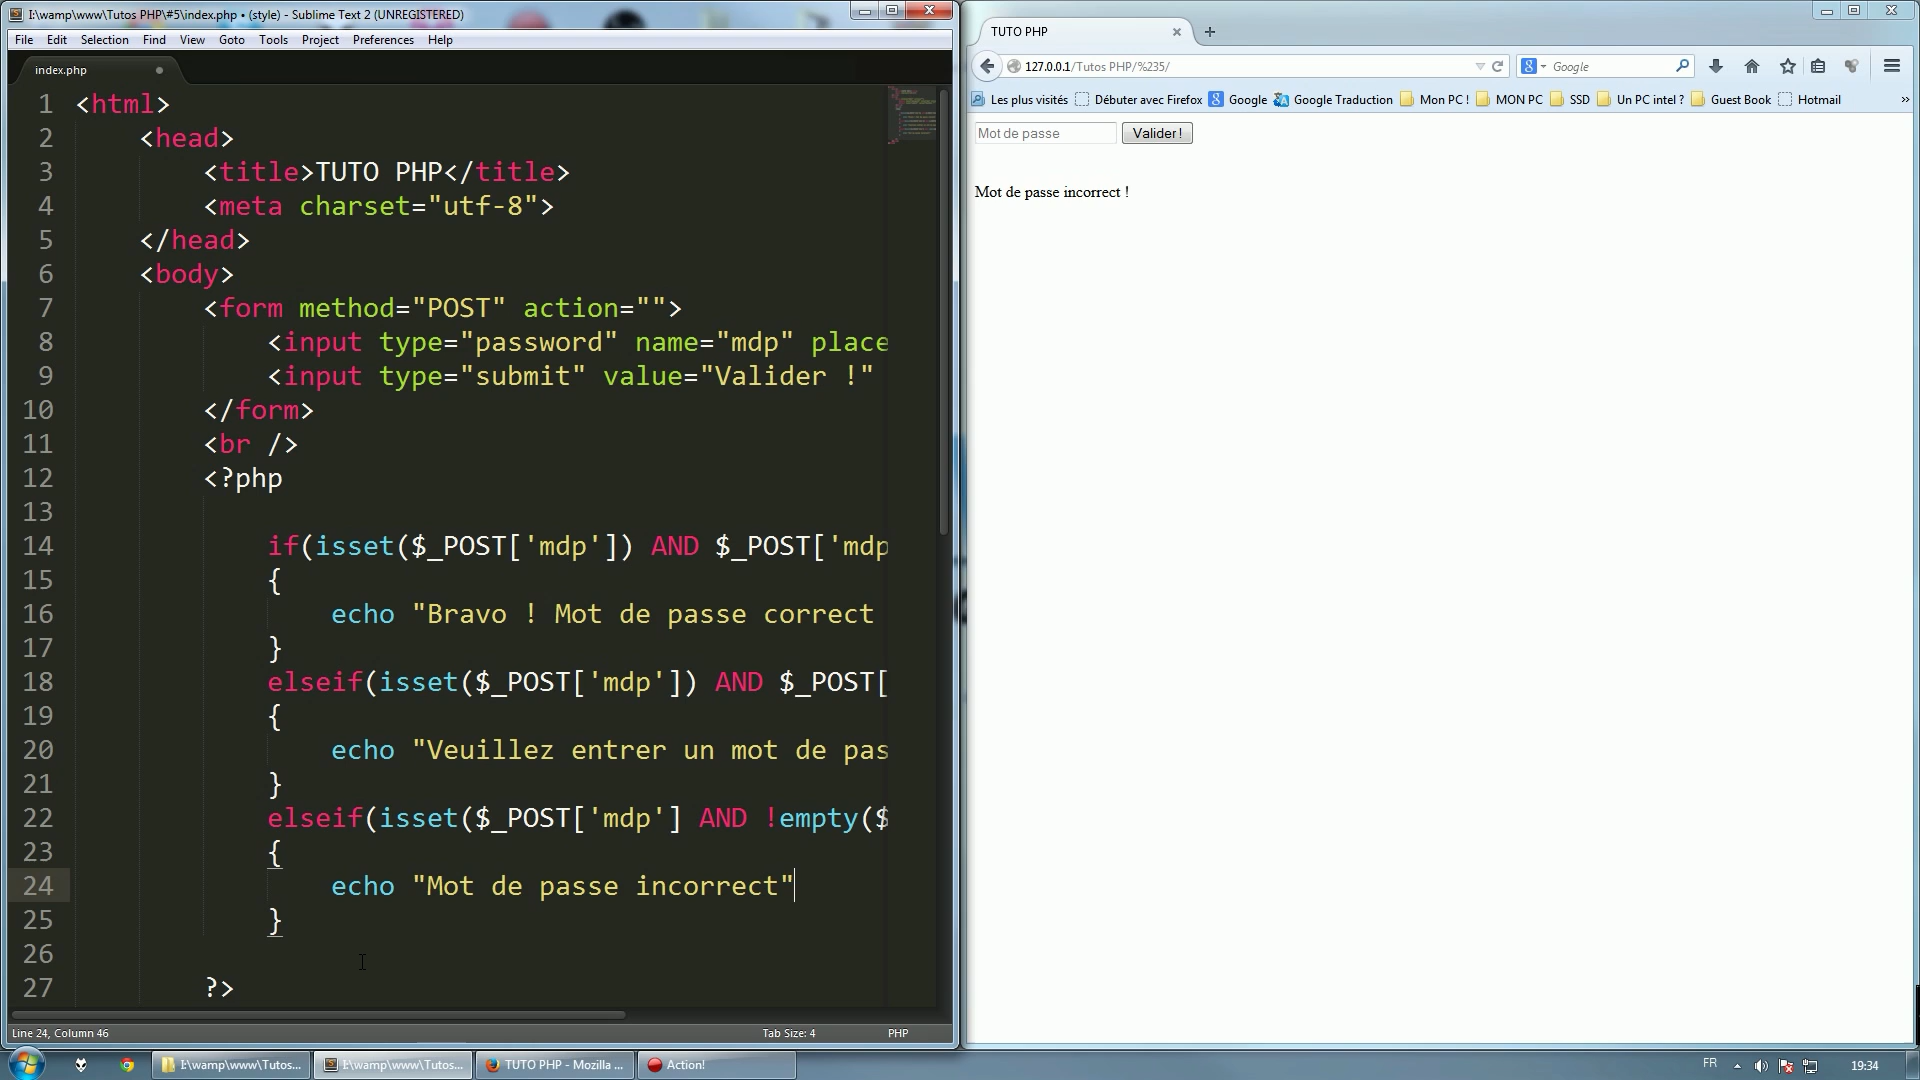 I:\wamp\www\Tutos PHP\#5\index.php • (style) - Sublime Text 2 (UNREGISTERED)
File Edit Selection Find View Goto Tools Project Preferences Help
index.php
1 <html>
2 <head>
3 <title>TUTO PHP</title>
4 <meta charset="utf-8">
5 </head>
6 <body>
7 <form method="POST" action="">
8 <input type="password" name="mdp" place
9 <input type="submit" value="Valider !"
10 </form>
11 <br />
12 <?php
13
14 if(isset($_POST['mdp']) AND $_POST['mdp
15 {
16 echo "Bravo ! Mot de passe correct
17 }
18 elseif(isset($_POST['mdp']) AND $_POST[
19 {
20 echo "Veuillez entrer un mot de pas
21 }
22 elseif(isset($_POST['mdp'] AND !empty($
23 {
24 echo "Mot de passe incorrect"
25 }
26
27 ?>
Line 24, Column 46 Tab Size: 4 PHP
TUTO PHP
127.0.0.1/Tutos PHP/%235/ Google
Les plus visités Débuter avec Firefox Google Google Traduction Mon PC ! MON PC SSD Un PC intel ? Guest Book Hotmail »
Mot de passe Valider !
Mot de passe incorrect !
I:\wamp\www\Tutos... I:\wamp\www\Tutos... TUTO PHP - Mozilla ... Action! FR 19:34